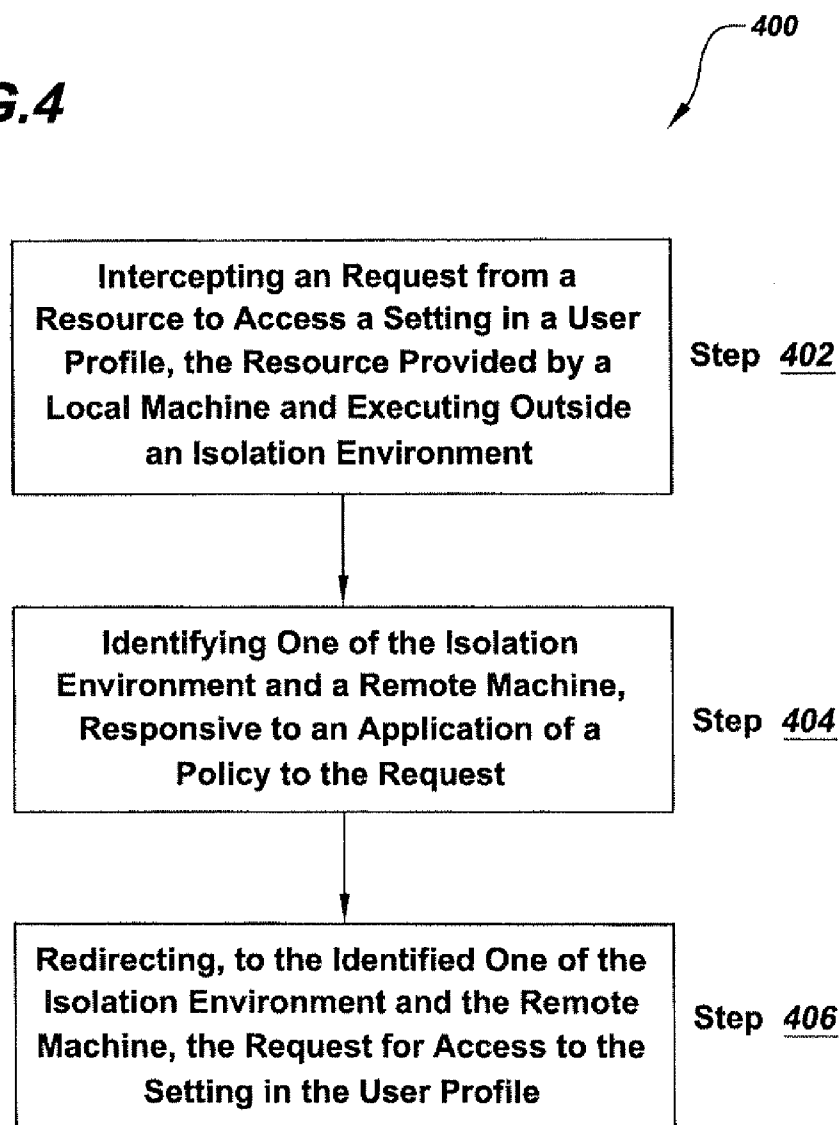 400
G.4
Intercepting an Request from a
Resource to Access a Setting in a User
Profile, the Resource Provided by a
Local Machine and Executing Outside
an Isolation Environment
Step 402
Identifying One of the Isolation
Environment and a Remote Machine,
Responsive to an Application of a
Policy to the Request
Step 404
Redirecting, to the Identified One of the
Isolation Environment and the Remote
Machine, the Request for Access to the
Setting in the User Profile
Step 406